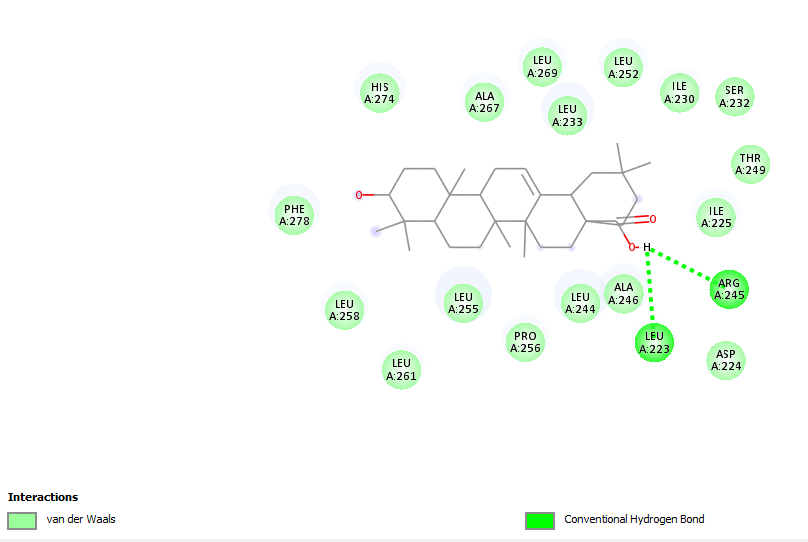 LEU
A:269
LEU
A:252
HIS
A:274
ALA
A:267
LEU
A:233
ILE
A:230
SER
A:232
THR
A:249
O
PHE
A:278
ILE
A:225
O
O
H
LEU
A:258
LEU
A:255
LEU
A:244
ALA
A:246
ARG
A:245
PRO
A:256
LEU
A:223
ASP
A:224
LEU
A:261
Interactions
van der Waals
Conventional Hydrogen Bond